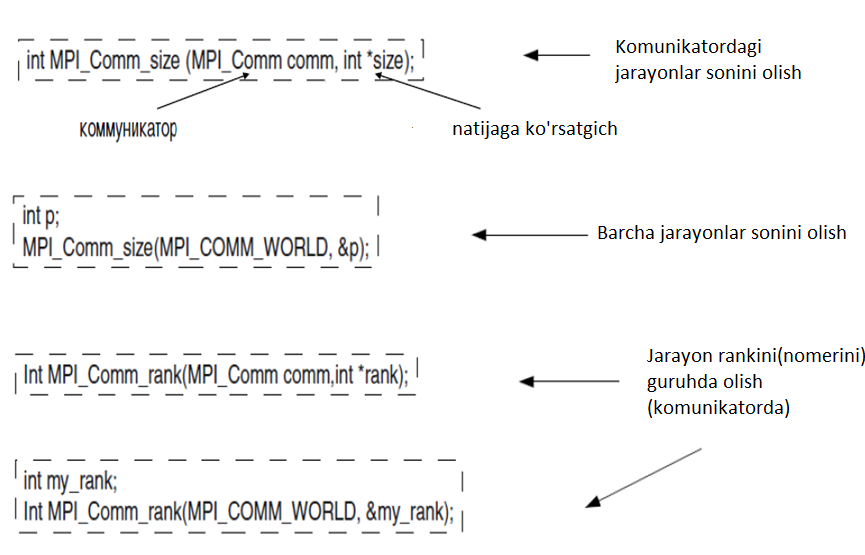 int MPI_Comm_size (MPI_Comm comm, int *size);
Komunikatordagi
jarayonlar sonini olish
коммуникатор
natijaga ko'rsatgich
int p;
MPI_Comm_size(MPI_COMM_WORLD, &p);
Barcha jarayonlar sonini olish
Int MPI_Comm_rank(MPI_Comm comm,int *rank);
Jarayon rankini(nomerini)
guruhda olish
(komunikatorda)
int my_rank;
Int MPI_Comm_rank(MPI_COMM_WORLD, &my_rank);